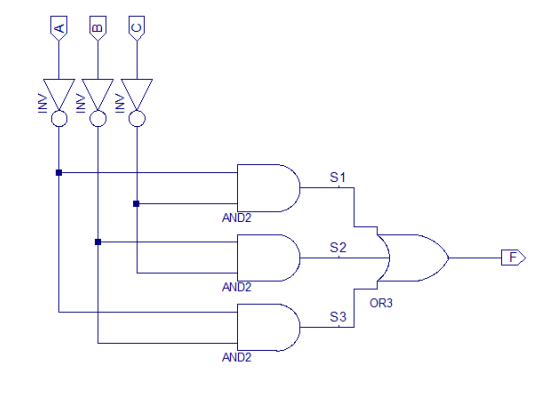 A
B
C
INV
INV
INV
S1
AND2
S2
AND2
F
OR3
S3
AND2